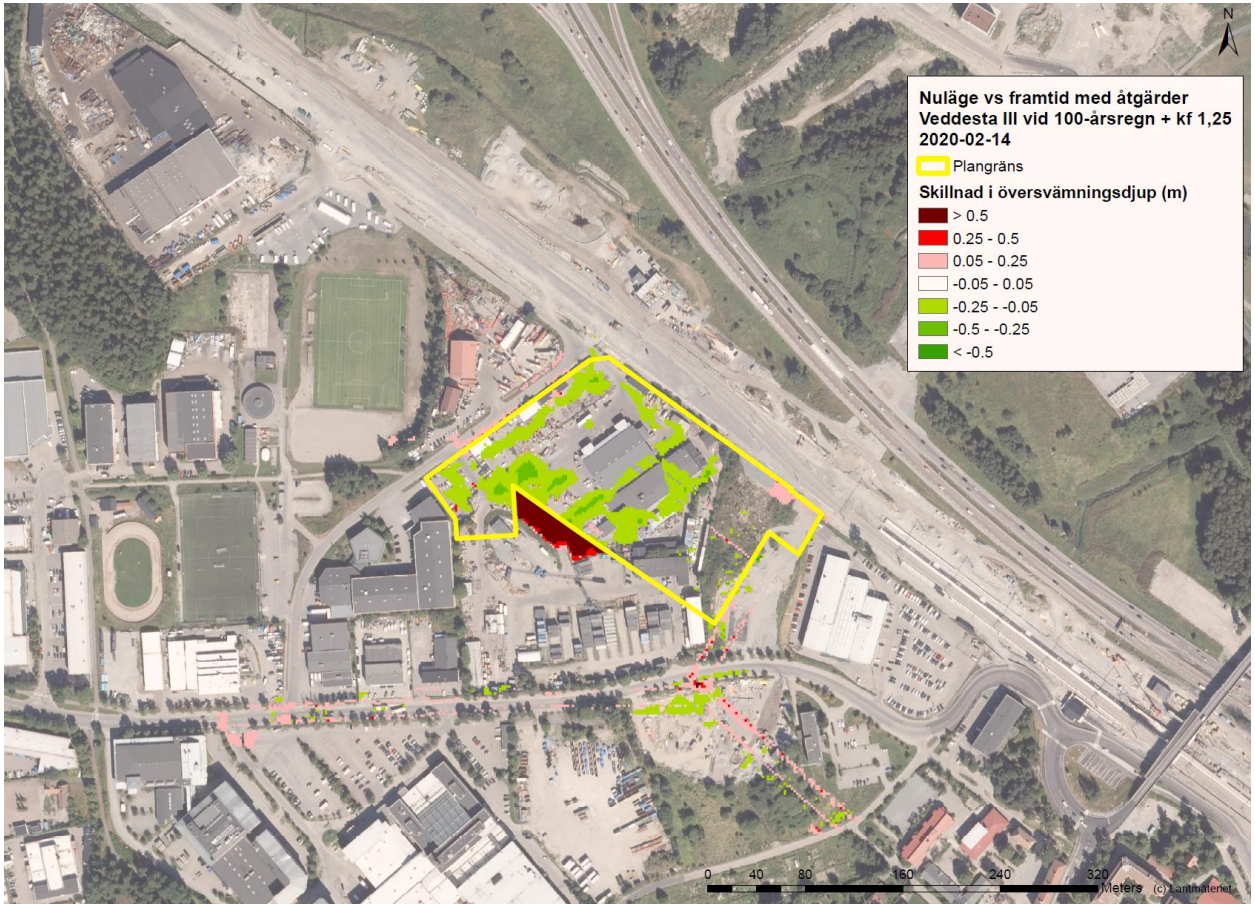 N
Nuläge vs framtid med åtgärder
Veddesta III vid 100-årsregn + kf 1,25
2020-02-14
Plangräns
Skillnad i översvämningsdjup (m)
> 0.5
0.25 - 0.5
0.05 - 0.25
-0.05 - 0.05
-0.25 - -0.05
-0.5 - -0.25
< -0.5
0 40 80 160 240 320
Meters (c) Lantmäteriet